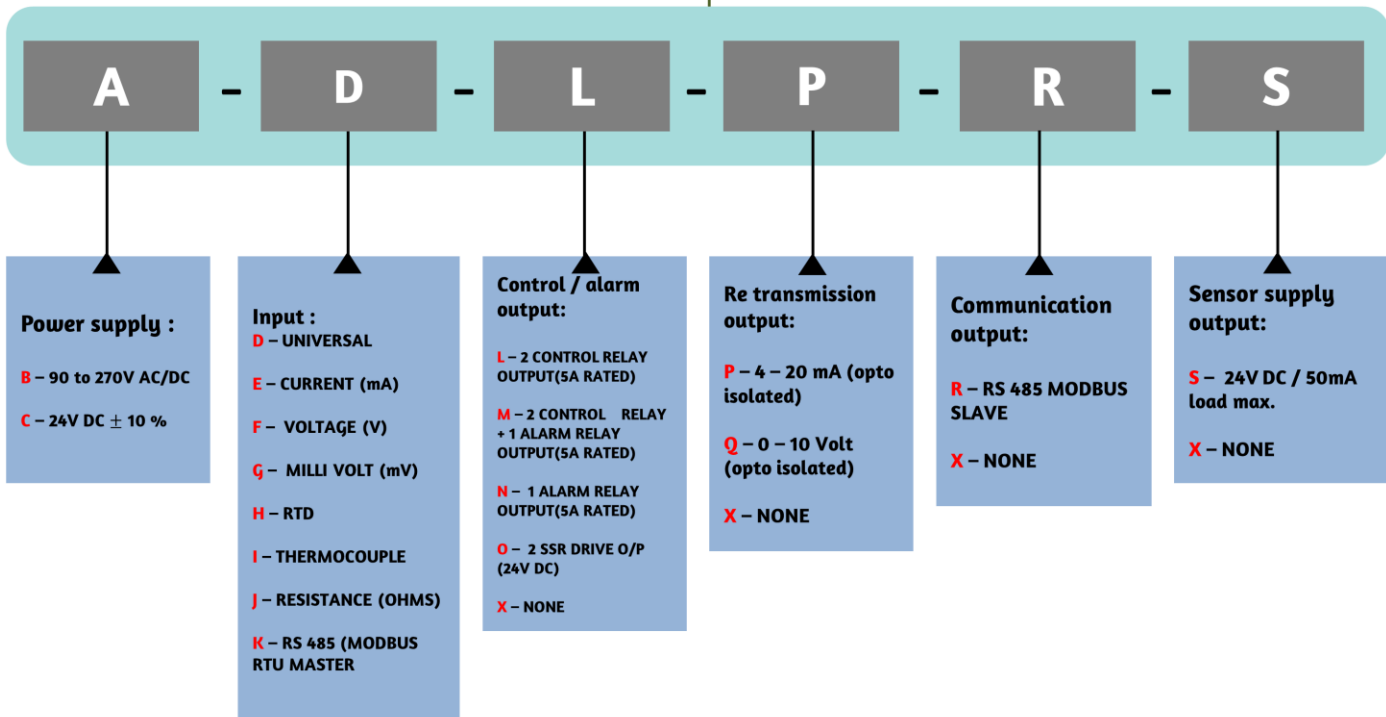 A - D - L - P - R - S
Power supply :
B – 90 to 270V AC/DC
C – 24V DC ± 10 %
Input :
D – UNIVERSAL
E – CURRENT (mA)
F – VOLTAGE (V)
G – MILLI VOLT (mV)
H – RTD
I – THERMOCOUPLE
J – RESISTANCE (OHMS)
K – RS 485 (MODBUS
RTU MASTER
Control / alarm
output:
L – 2 CONTROL RELAY
OUTPUT(5A RATED)
M – 2 CONTROL RELAY
+ 1 ALARM RELAY
OUTPUT(5A RATED)
N – 1 ALARM RELAY
OUTPUT(5A RATED)
O – 2 SSR DRIVE O/P
(24V DC)
X – NONE
Re transmission
output:
P – 4 – 20 mA (opto
isolated)
Q – 0 – 10 Volt
(opto isolated)
X – NONE
Communication
output:
R – RS 485 MODBUS
SLAVE
X – NONE
Sensor supply
output:
S – 24V DC / 50mA
load max.
X – NONE